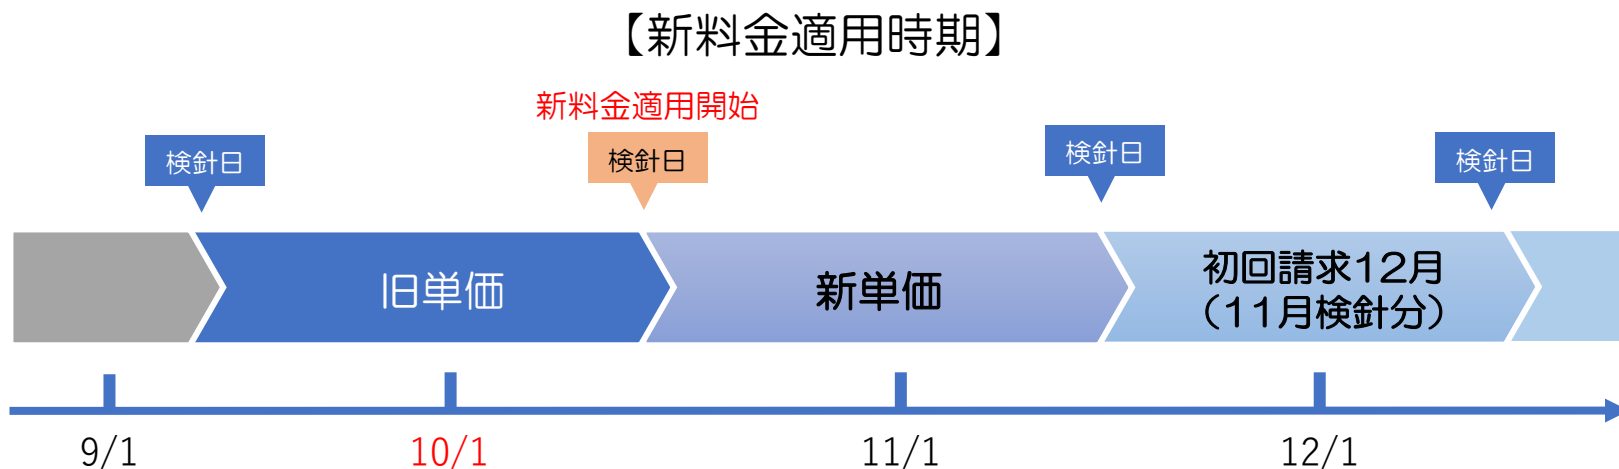 【新料金適用時期】
新料金適用開始
検針日
検針日
検針日
検針日
旧単価
新単価
初回請求12月
（11月検針分）
9/1
10/1
11/1
12/1